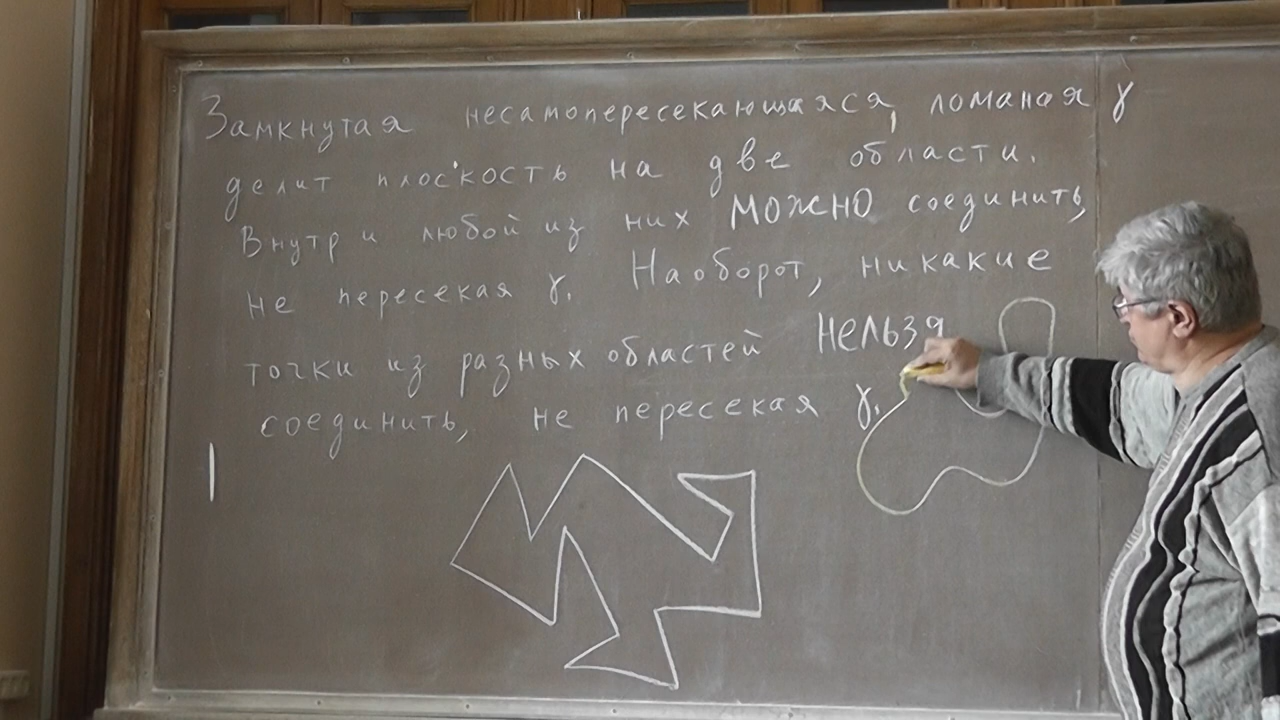 Замкнутая несамопересекающаяся, ломаная γ
делит плоскость на две области.
Внутри любой из них МОЖНО соединить,
не пересекая γ. Наоборот, никакие
точки из разных областей НЕЛЬЗЯ
соединить, не пересекая γ.